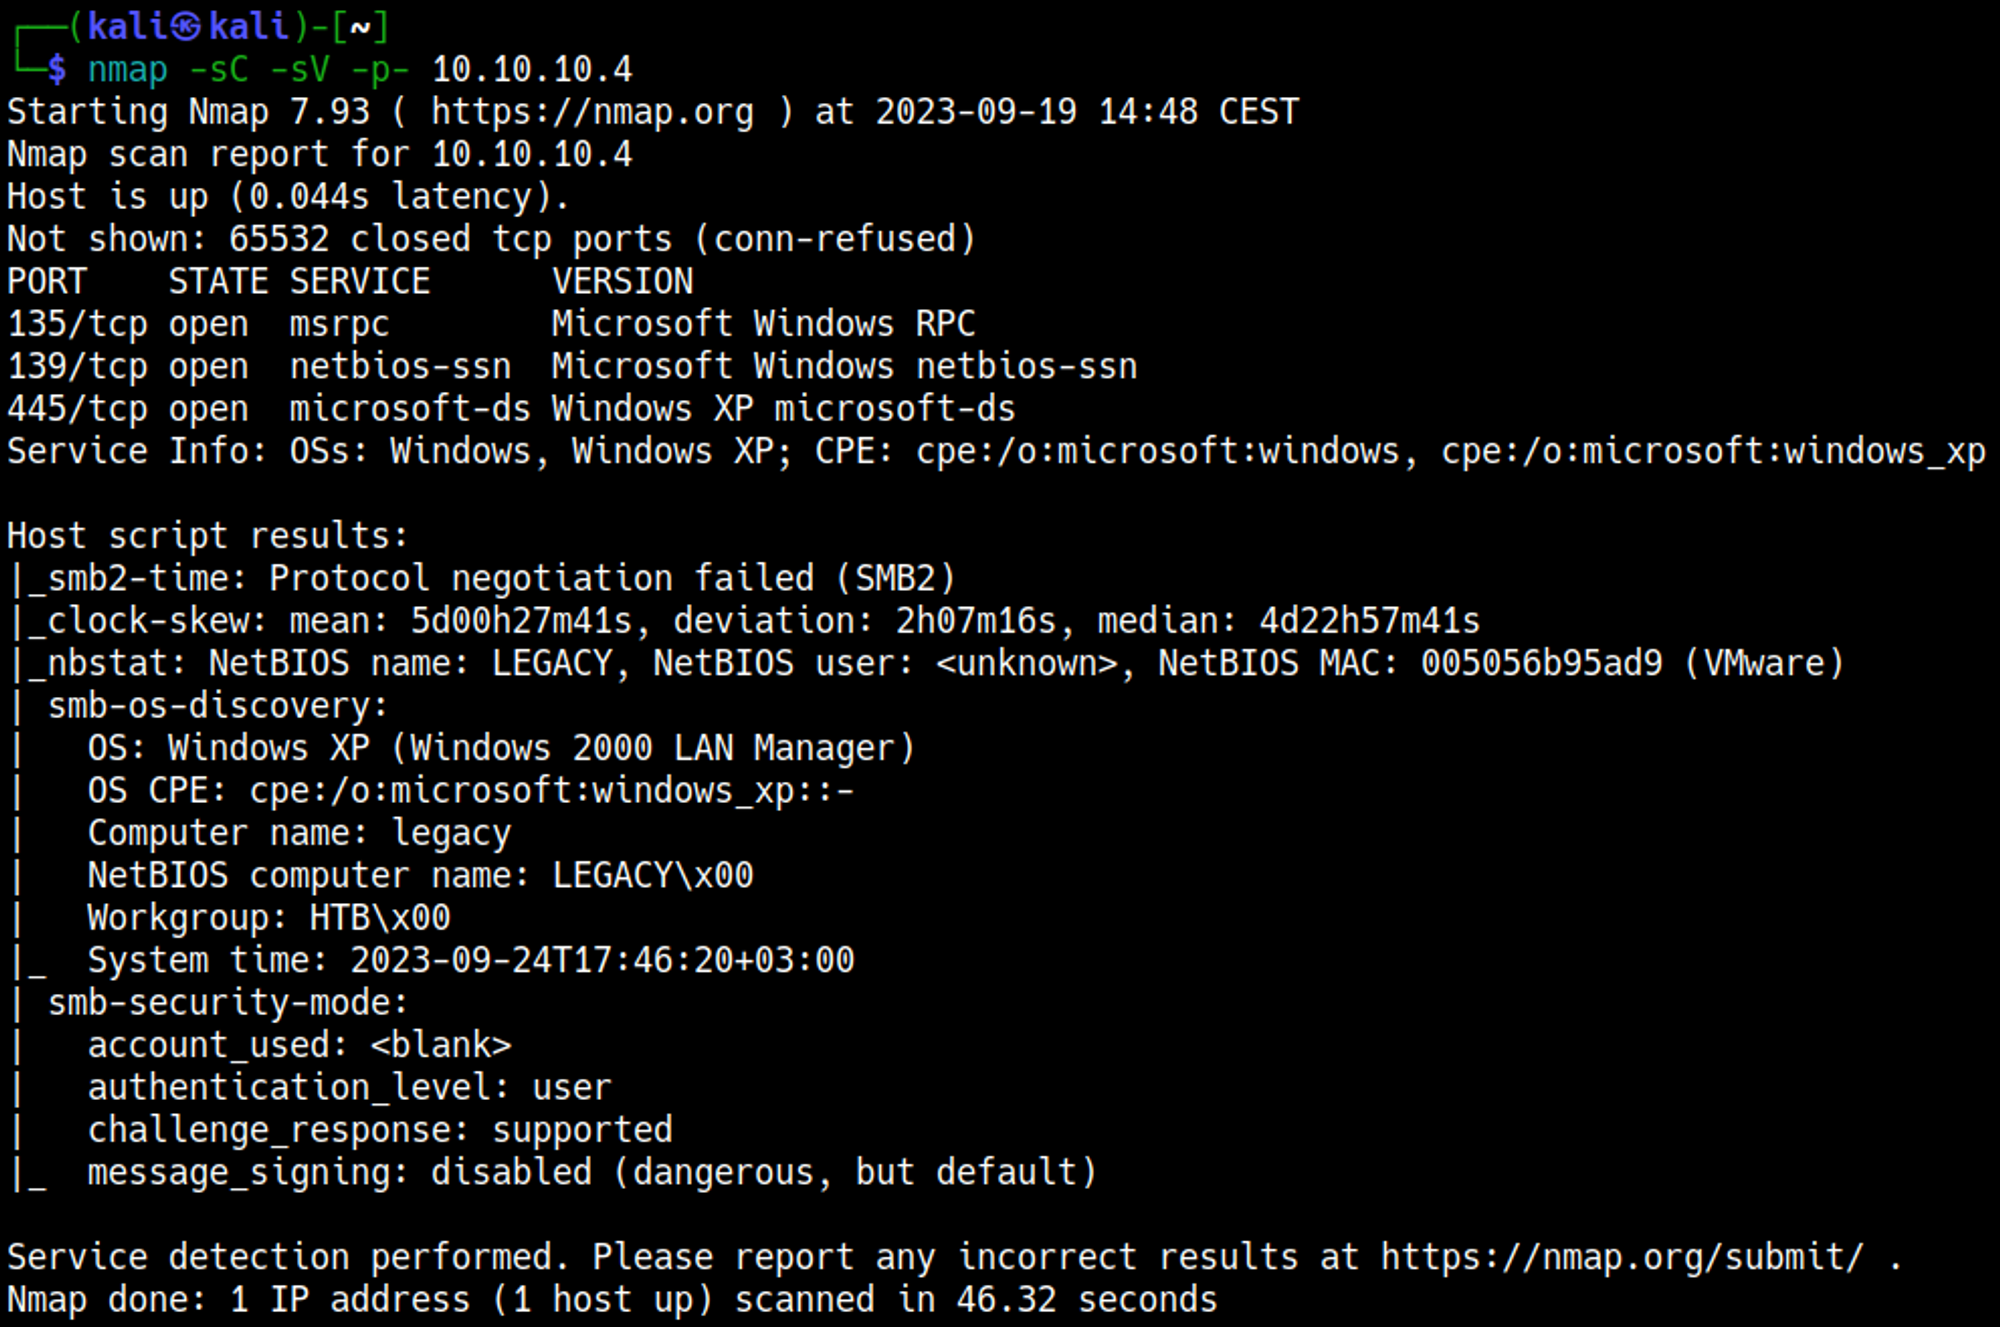 ┌──(kali㉿kali)-[~]
└─$ nmap -sC -sV -p- 10.10.10.4
Starting Nmap 7.93 ( https://nmap.org ) at 2023-09-19 14:48 CEST
Nmap scan report for 10.10.10.4
Host is up (0.044s latency).
Not shown: 65532 closed tcp ports (conn-refused)
PORT    STATE SERVICE      VERSION
135/tcp open  msrpc        Microsoft Windows RPC
139/tcp open  netbios-ssn  Microsoft Windows netbios-ssn
445/tcp open  microsoft-ds Windows XP microsoft-ds
Service Info: OSs: Windows, Windows XP; CPE: cpe:/o:microsoft:windows, cpe:/o:microsoft:windows_xp

Host script results:
|_smb2-time: Protocol negotiation failed (SMB2)
|_clock-skew: mean: 5d00h27m41s, deviation: 2h07m16s, median: 4d22h57m41s
|_nbstat: NetBIOS name: LEGACY, NetBIOS user: <unknown>, NetBIOS MAC: 005056b95ad9 (VMware)
| smb-os-discovery:
|   OS: Windows XP (Windows 2000 LAN Manager)
|   OS CPE: cpe:/o:microsoft:windows_xp::-
|   Computer name: legacy
|   NetBIOS computer name: LEGACY\x00
|   Workgroup: HTB\x00
|_  System time: 2023-09-24T17:46:20+03:00
| smb-security-mode:
|   account_used: <blank>
|   authentication_level: user
|   challenge_response: supported
|_  message_signing: disabled (dangerous, but default)

Service detection performed. Please report any incorrect results at https://nmap.org/submit/ .
Nmap done: 1 IP address (1 host up) scanned in 46.32 seconds